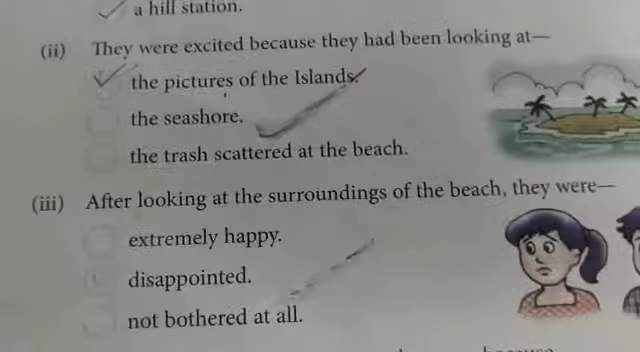 a hill station.
(ii) They were excited because they had been looking at—
the pictures of the Islands.
the seashore.
the trash scattered at the beach.
(iii) After looking at the surroundings of the beach, they were—
extremely happy.
disappointed.
not bothered at all.